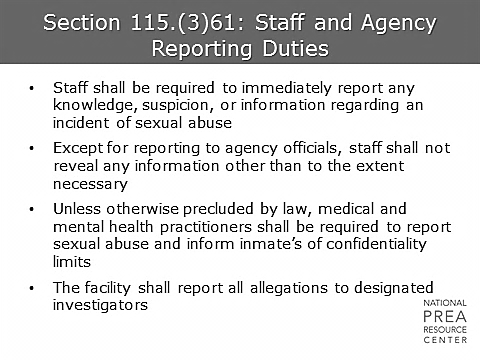 Section 115.(3)61: Staff and Agency
Reporting Duties
• Staff shall be required to immediately report any
knowledge, suspicion, or information regarding an
incident of sexual abuse
• Except for reporting to agency officials, staff shall not
reveal any information other than to the extent
necessary
• Unless otherwise precluded by law, medical and
mental health practitioners shall be required to report
sexual abuse and inform inmate's of confidentiality
limits
• The facility shall report all allegations to designated
investigators
NATIONAL
PREA
RESOURCE
CENTER